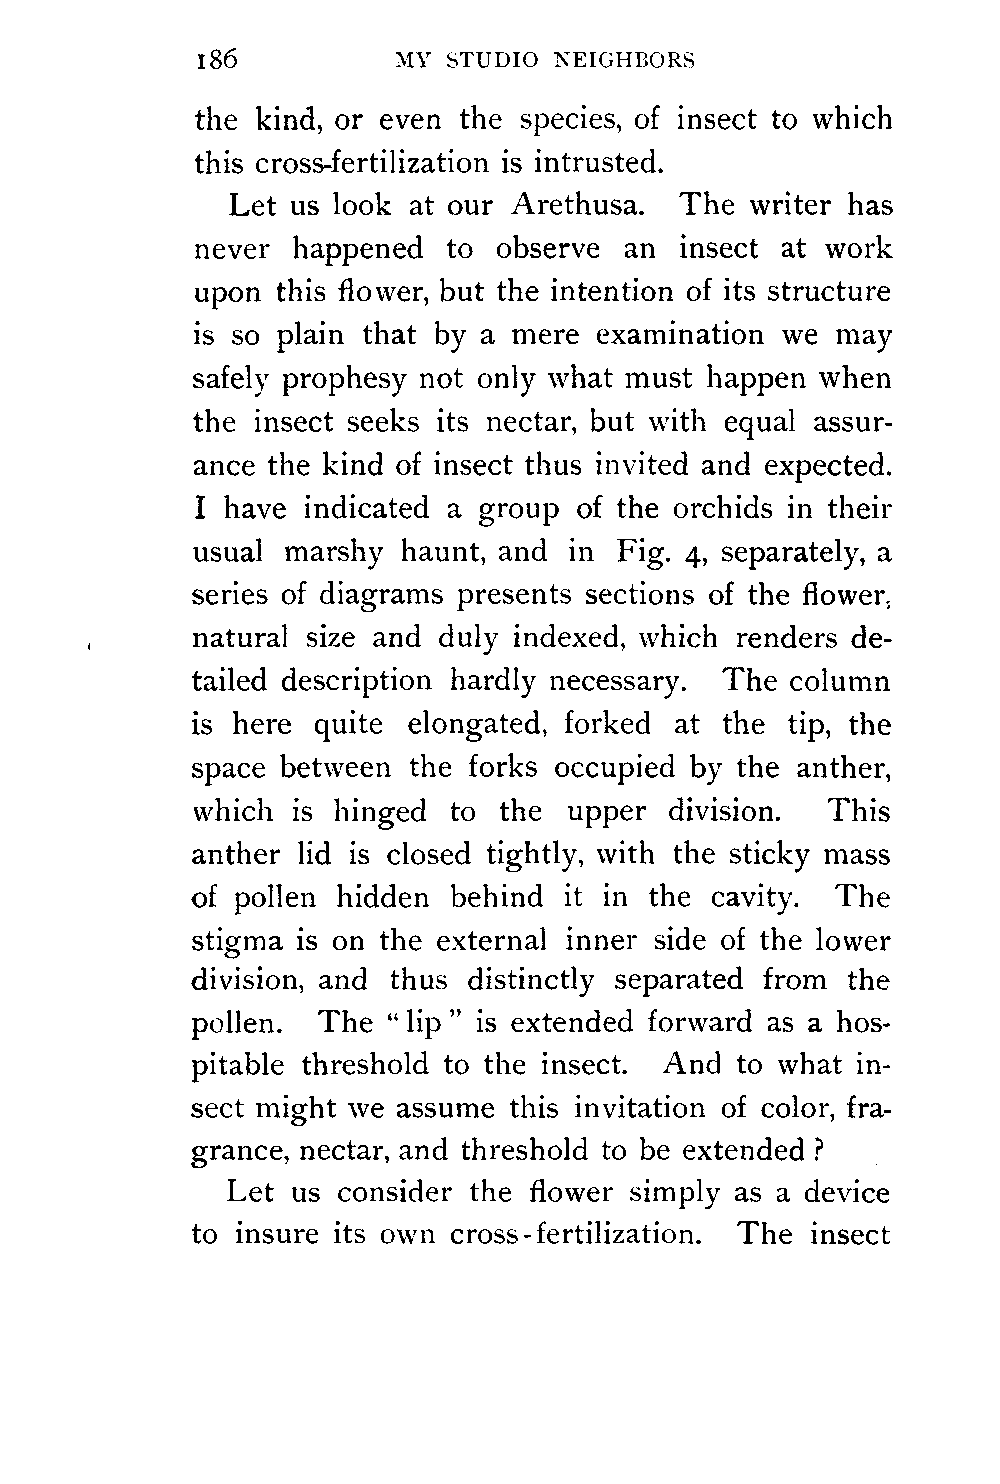 186 MY STUDIO NEIGHBORS
the kind, or even the species, of insect to which
this cross-fertilization is intrusted.
Let us look at our Arethusa. The writer has
never happened to observe an insect at work
upon this flower, but the intention of its structure
is so plain that by a mere examination we may
safely prophesy not only what must happen when
the insect seeks its nectar, but with equal assur-
ance the kind of insect thus invited and expected.
I have indicated a group of the orchids in their
usual marshy haunt, and in Fig. 4, separately, a
series of diagrams presents sections of the flower,
natural size and duly indexed, which renders de-
tailed description hardly necessary. The column
is here quite elongated, forked at the tip, the
space between the forks occupied by the anther,
which is hinged to the upper division. This
anther lid is closed tightly, with the sticky mass
of pollen hidden behind it in the cavity. The
stigma is on the external inner side of the lower
division, and thus distinctly separated from the
pollen. The “ lip ” is extended forward as a hos-
pitable threshold to the insect. And to what in-
sect might we assume this invitation of color, fra-
grance, nectar, and threshold to be extended ?
Let us consider the flower simply as a device
to insure its own cross-fertilization. The insect